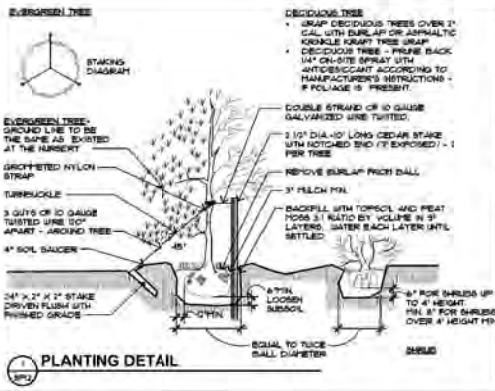 EVERGREEN TREE
STAKING
DIAGRAM
EVERGREEN TREE-
GROUND LINE TO BE
THE SAME AS EXISTED
AT THE NURSERY
GROMMETED NYLON
STRAP
TURNBUCKLE
3 GUYS OF 10 GAUGE
TWISTED WIRE 120°
APART - AROUND TREE
4" SOIL SAUCER
24" X 2" X 2" STAKE
DRIVEN FLUSH WITH
FINISHED GRADE
45°
DECIDUOUS TREE
• WRAP DECIDUOUS TREES OVER 2"
CAL. WITH BURLAP OR ASPHALTIC
KRINKLE KRAFT TREE WRAP
• DECIDUOUS TREE - PRUNE BACK
1/4" ON-SITE SPRAY WITH
ANTIDESICCANT ACCORDING TO
MANUFACTURER'S INSTRUCTIONS -
IF FOLIAGE IS PRESENT.
DOUBLE STRAND OF 10 GAUGE
GALVANIZED WIRE TWISTED.
2 1/2" DIA.-10' LONG CEDAR STAKE
WITH NOTCHED END (7' EXPOSED) - 2
PER TREE
REMOVE BURLAP FROM BALL
3" MULCH MIN.
BACKFILL WITH TOPSOIL AND PEAT
MOSS 3:1 RATIO BY VOLUME IN 9"
LAYERS. WATER EACH LAYER UNTIL
SETTLED
6" MIN.
LOOSEN
SUBSOIL
MIN.
EQUAL TO TWICE
BALL DIAMETER
6" FOR SHRUBS UP
TO 4' HEIGHT.
MIN. 8" FOR SHRUBS
OVER 4' HEIGHT
SHRUB
1
PLANTING DETAIL